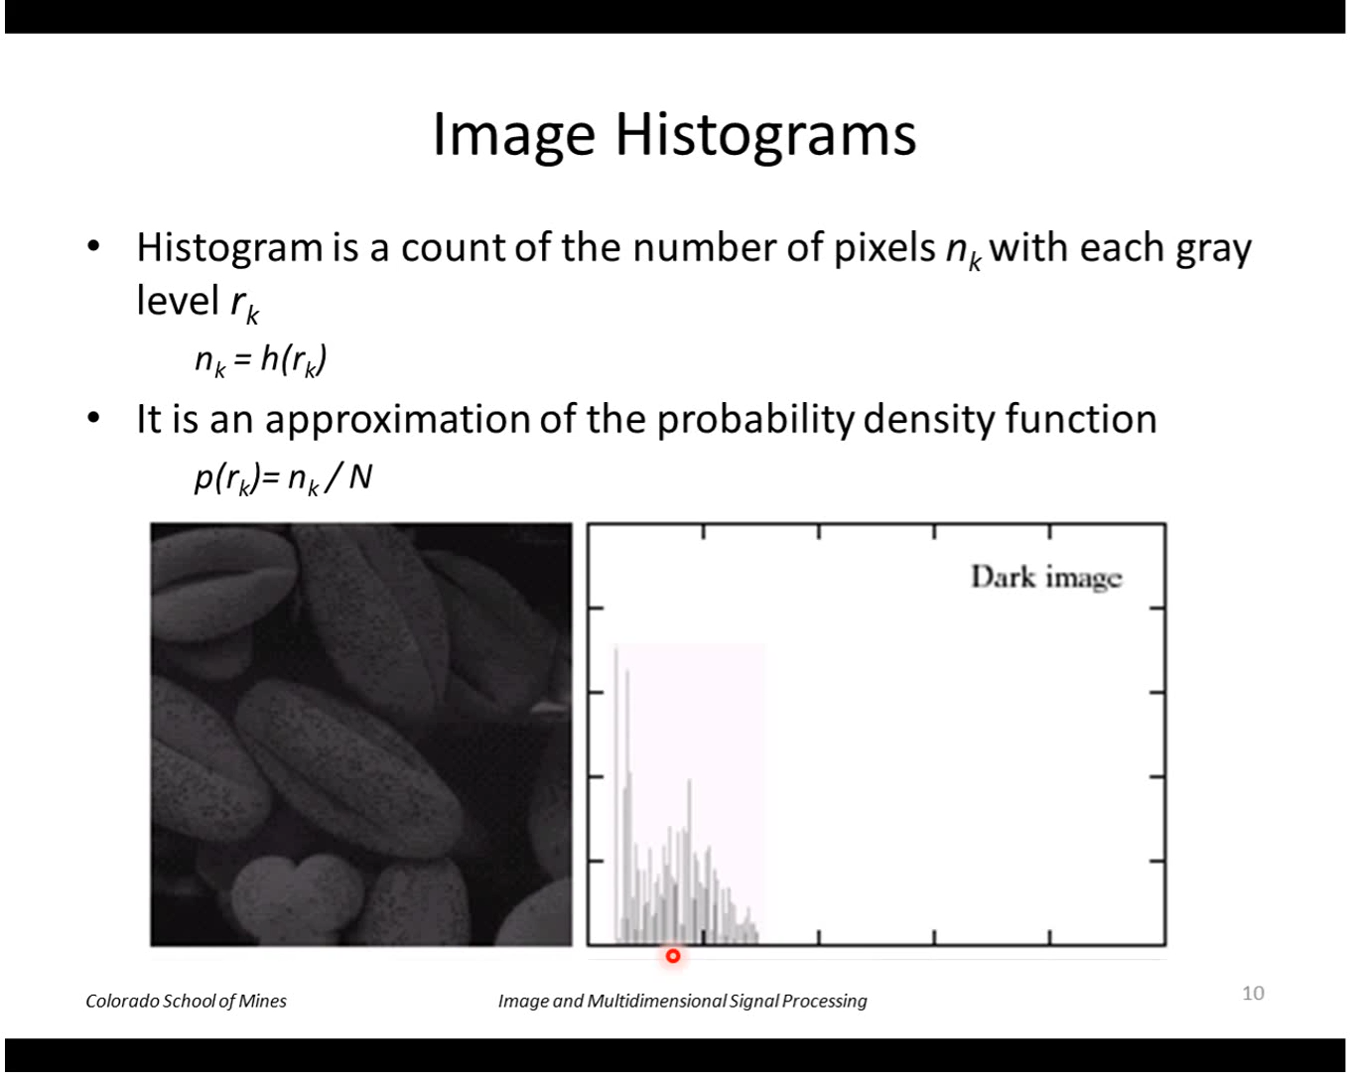 Image Histograms
• Histogram is a count of the number of pixels nₖ with each gray
level rₖ
nₖ = h(rₖ)
• It is an approximation of the probability density function
p(rₖ)= nₖ / N
Dark image
Colorado School of Mines
Image and Multidimensional Signal Processing
10